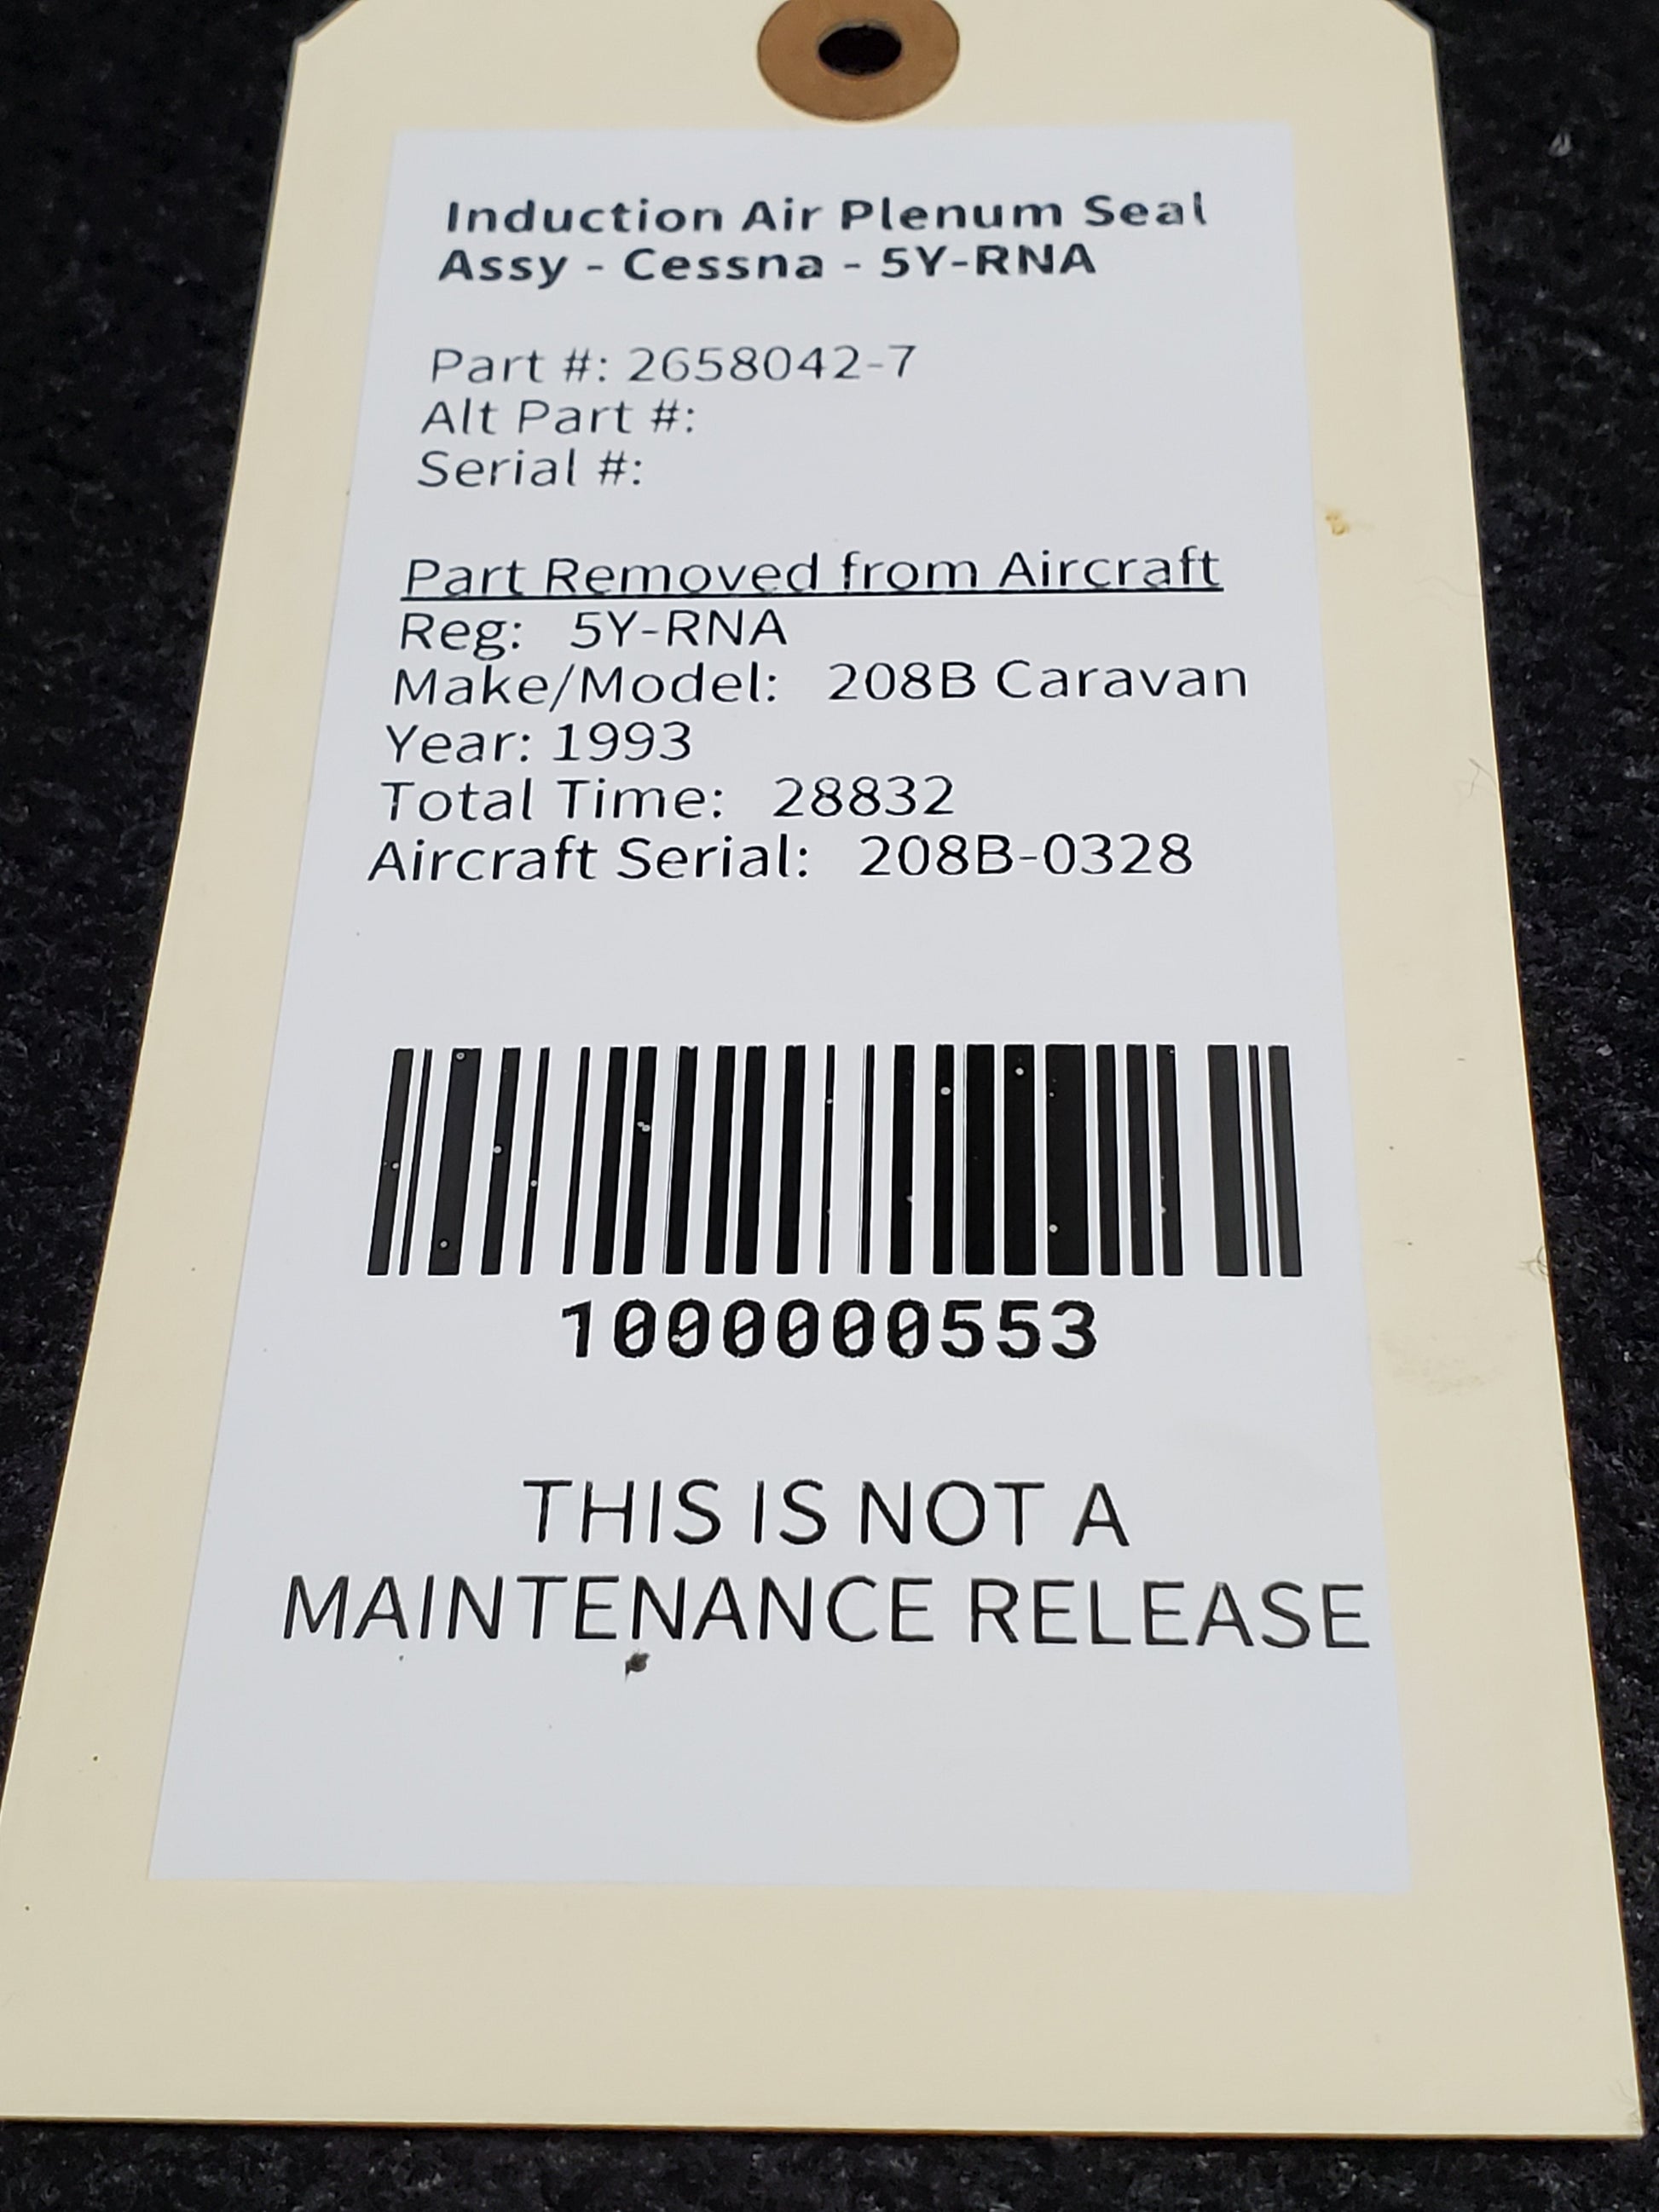 Induction Air Plenum Seal
Assy - Cessna - 5Y-RNA
Part #: 2658042-7
Alt Part #:
Serial #:
Part Removed from Aircraft
Reg: 5Y-RNA
Make/Model: 208B Caravan
Year: 1993
Total Time: 28832
Aircraft Serial: 208B-0328
1000000553
THIS IS NOT A
MAINTENANCE RELEASE